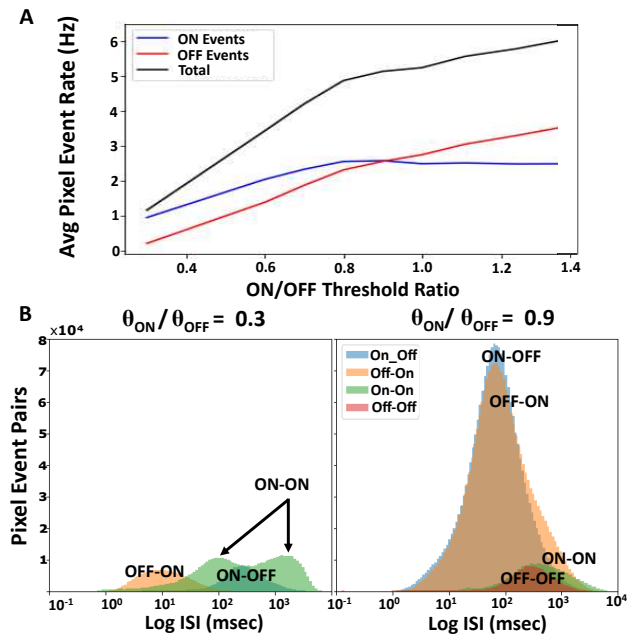 A
ON Events
OFF Events
Total
Avg Pixel Event Rate (Hz)
6
5
4
3
2
1
0
0.4 0.6 0.8 1.0 1.2 1.4
ON/OFF Threshold Ratio
B
θON / θOFF = 0.3
θON / θOFF = 0.9
×10⁴
8
7
6
5
4
3
2
1
Pixel Event Pairs
ON-ON
OFF-ON
ON-OFF
10⁻¹ 10⁰ 10¹ 10² 10³
Log ISI (msec)
On_Off
Off-On
On-On
Off-Off
ON-OFF
OFF-ON
ON-ON
OFF-OFF
10⁻¹ 10⁰ 10¹ 10² 10³ 10⁴
Log ISI (msec)